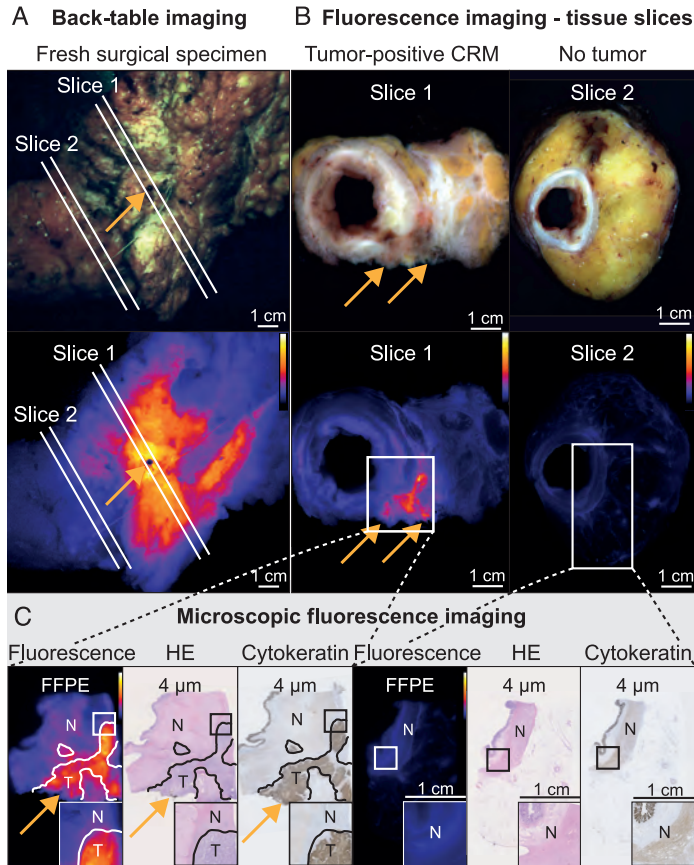 A Back-table imaging
B Fluorescence imaging - tissue slices
Fresh surgical specimen
Tumor-positive CRM
No tumor
Slice 1
Slice 2
1 cm
Slice 1
1 cm
Slice 2
1 cm
Slice 1
Slice 2
1 cm
Slice 1
1 cm
Slice 2
1 cm
C Microscopic fluorescence imaging
Fluorescence HE Cytokeratin Fluorescence HE Cytokeratin
FFPE 4 µm 4 µm FFPE 4 µm 4 µm
N N N N N N
T T T
1 cm 1 cm 1 cm
N N N N N N
T T T